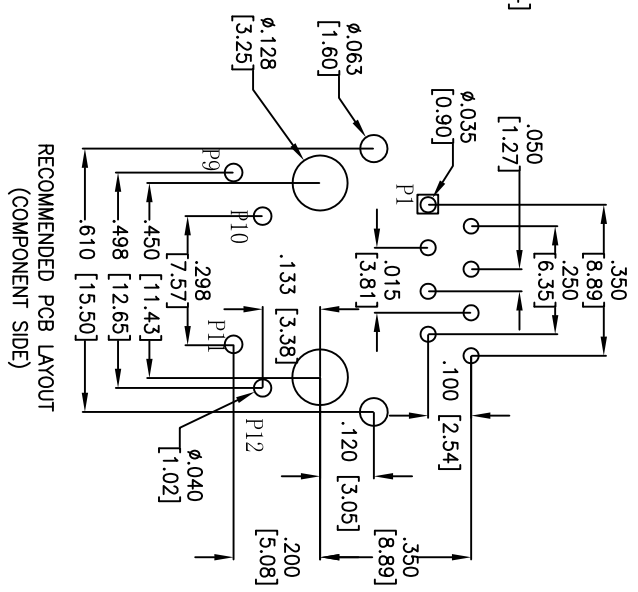 ø.128
[3.25]
ø.063
[1.60]
ø.035
[0.90]
.050
[1.27]
.350
[8.89]
.250
[6.35]
.015
[3.81]
.100 [2.54]
P1
P9
P10
.298
[7.57]
.133 [3.38]
P11
P12
.450 [11.43]
.498 [12.65]
.610 [15.50]
.120 [3.05]
ø.040
[1.02]
.200
[5.08]
.350
[8.89]
RECOMMENDED PCB LAYOUT
(COMPONENT SIDE)